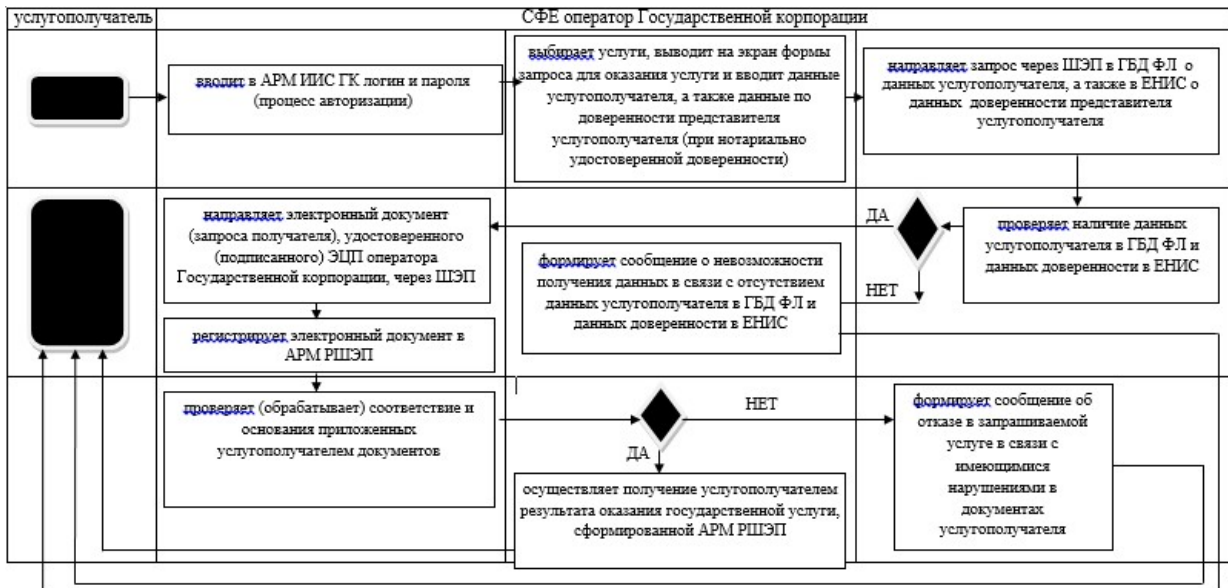 услугополучатель
СФЕ оператор Государственной корпорации
вводит в АРМ ИИС ГК логин и пароля
(процесс авторизации)
выбирает услуги, выводит на экран формы
запроса для оказания услуги и вводит данные
услугополучателя, а также данные по
доверенности представителя
услугополучателя (при нотариально
удостоверенной доверенности)
направляет запрос через ШЭП в ГБД ФЛ о
данных услугополучателя, а также в ЕНИС о
данных доверенности представителя
услугополучателя
направляет электронный документ
(запроса получателя), удостоверенного
(подписанного) ЭЦП оператора
Государственной корпорации, через ШЭП
ДА
проверяет наличие данных
услугополучателя в ГБД ФЛ и
данных доверенности в ЕНИС
формирует сообщение о невозможности
получения данных в связи с отсутствием
данных услугополучателя в ГБД ФЛ и
данных доверенности в ЕНИС
НЕТ
регистрирует электронный документ в
АРМ РШЭП
проверяет (обрабатывает) соответствие и
основания приложенных
услугополучателем документов
НЕТ
формирует сообщение об
отказе в запрашиваемой
услуге в связи с
имеющимися
нарушениями в
документах
услугополучателя
ДА
осуществляет получение услугополучателем
результата оказания государственной услуги,
сформированной АРМ РШЭП